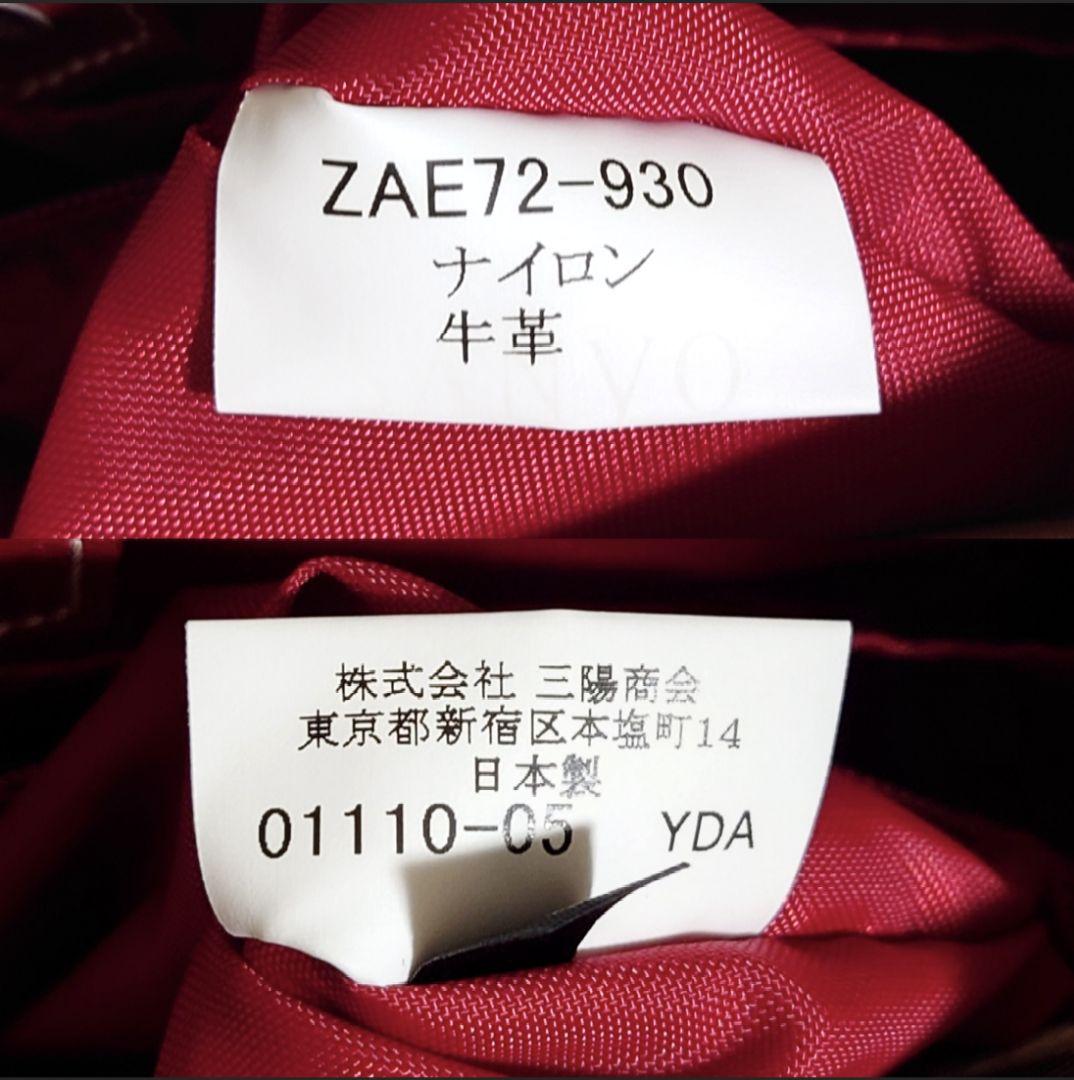 ZAE72-930
ナイロン
牛革
SANYO
株式会社 三陽商会
東京都新宿区本塩町14
日本製
01110-05 YDA